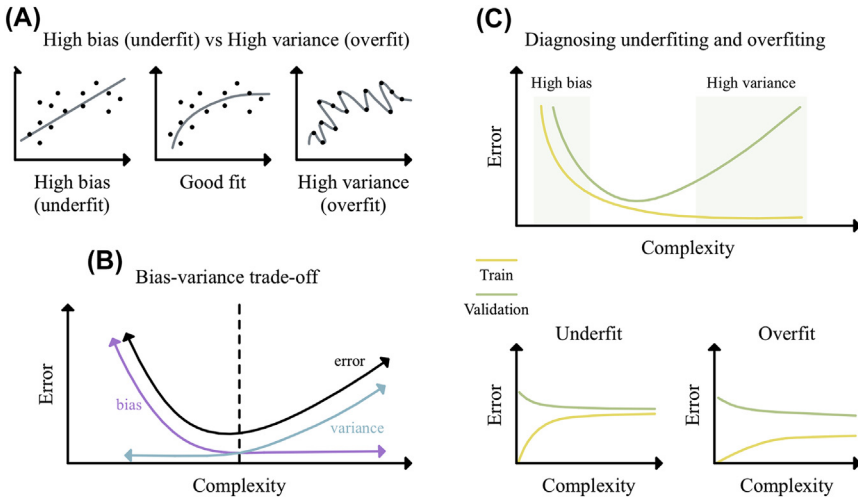 (A)
High bias (underfit) vs High variance (overfit)
High bias
(underfit)
Good fit
High variance
(overfit)
(B)
Bias-variance trade-off
Error
bias
error
variance
Complexity
(C)
Diagnosing underfiting and overfiting
High bias
High variance
Error
Complexity
Train
Validation
Underfit
Error
Complexity
Overfit
Error
Complexity